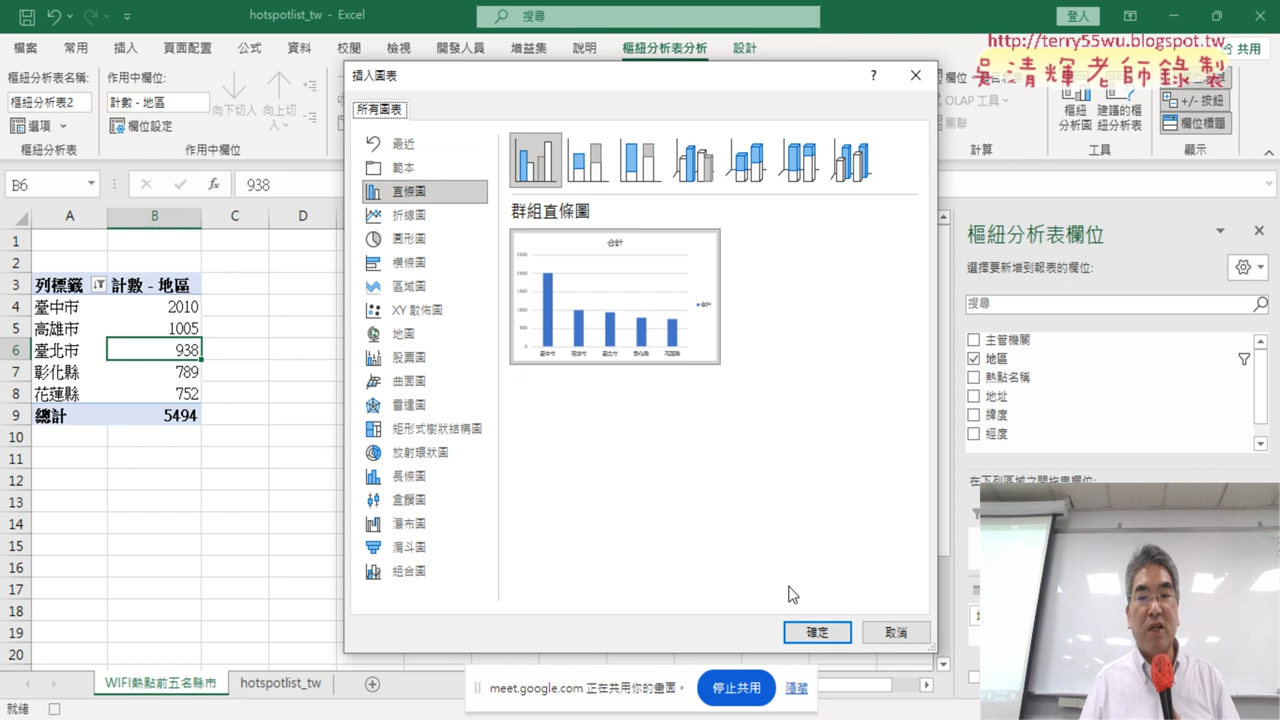 hotspotlist_tw - Excel
搜尋
登入
檔案 常用 插入 頁面配置 公式 資料 校閱 檢視 開發人員 增益集 說明 樞紐分析表分析 設計 共用
http://terry55wu.blogspot.tw
吳清輝老師錄製
樞紐分析表名稱:
樞紐分析表2
選項
樞紐分析表
作用中欄位:
計數 - 地區
欄位設定
向下切入
向上切入
作用中欄位
OLAP 工具
關聯
計算
樞紐分析圖
建議的樞紐分析表
工具
+/- 按鈕
欄位標題
顯示
B6
938
A B C D
1
2
3 列標籤 計數 - 地區
4 臺中市 2010
5 高雄市 1005
6 臺北市 938
7 彰化縣 789
8 花蓮縣 752
9 總計 5494
10
11
12
13
14
15
16
17
18
19
20
插入圖表
?
所有圖表
最近
範本
直條圖
折線圖
圓形圖
橫條圖
區域圖
XY 散佈圖
地圖
股票圖
曲面圖
雷達圖
矩形式樹狀結構圖
放射環狀圖
長條圖
盒鬚圖
瀑布圖
漏斗圖
組合圖
群組直條圖
合計
確定
取消
樞紐分析表欄位
選擇要新增到報表的欄位:
搜尋
主管機關
地區
熱點名稱
地址
緯度
經度
在下列區域之間拖曳欄位:
WIFI熱點前五名縣市
hotspotlist_tw
meet.google.com 正在共用你的畫面。
停止共用
隱藏
就緒